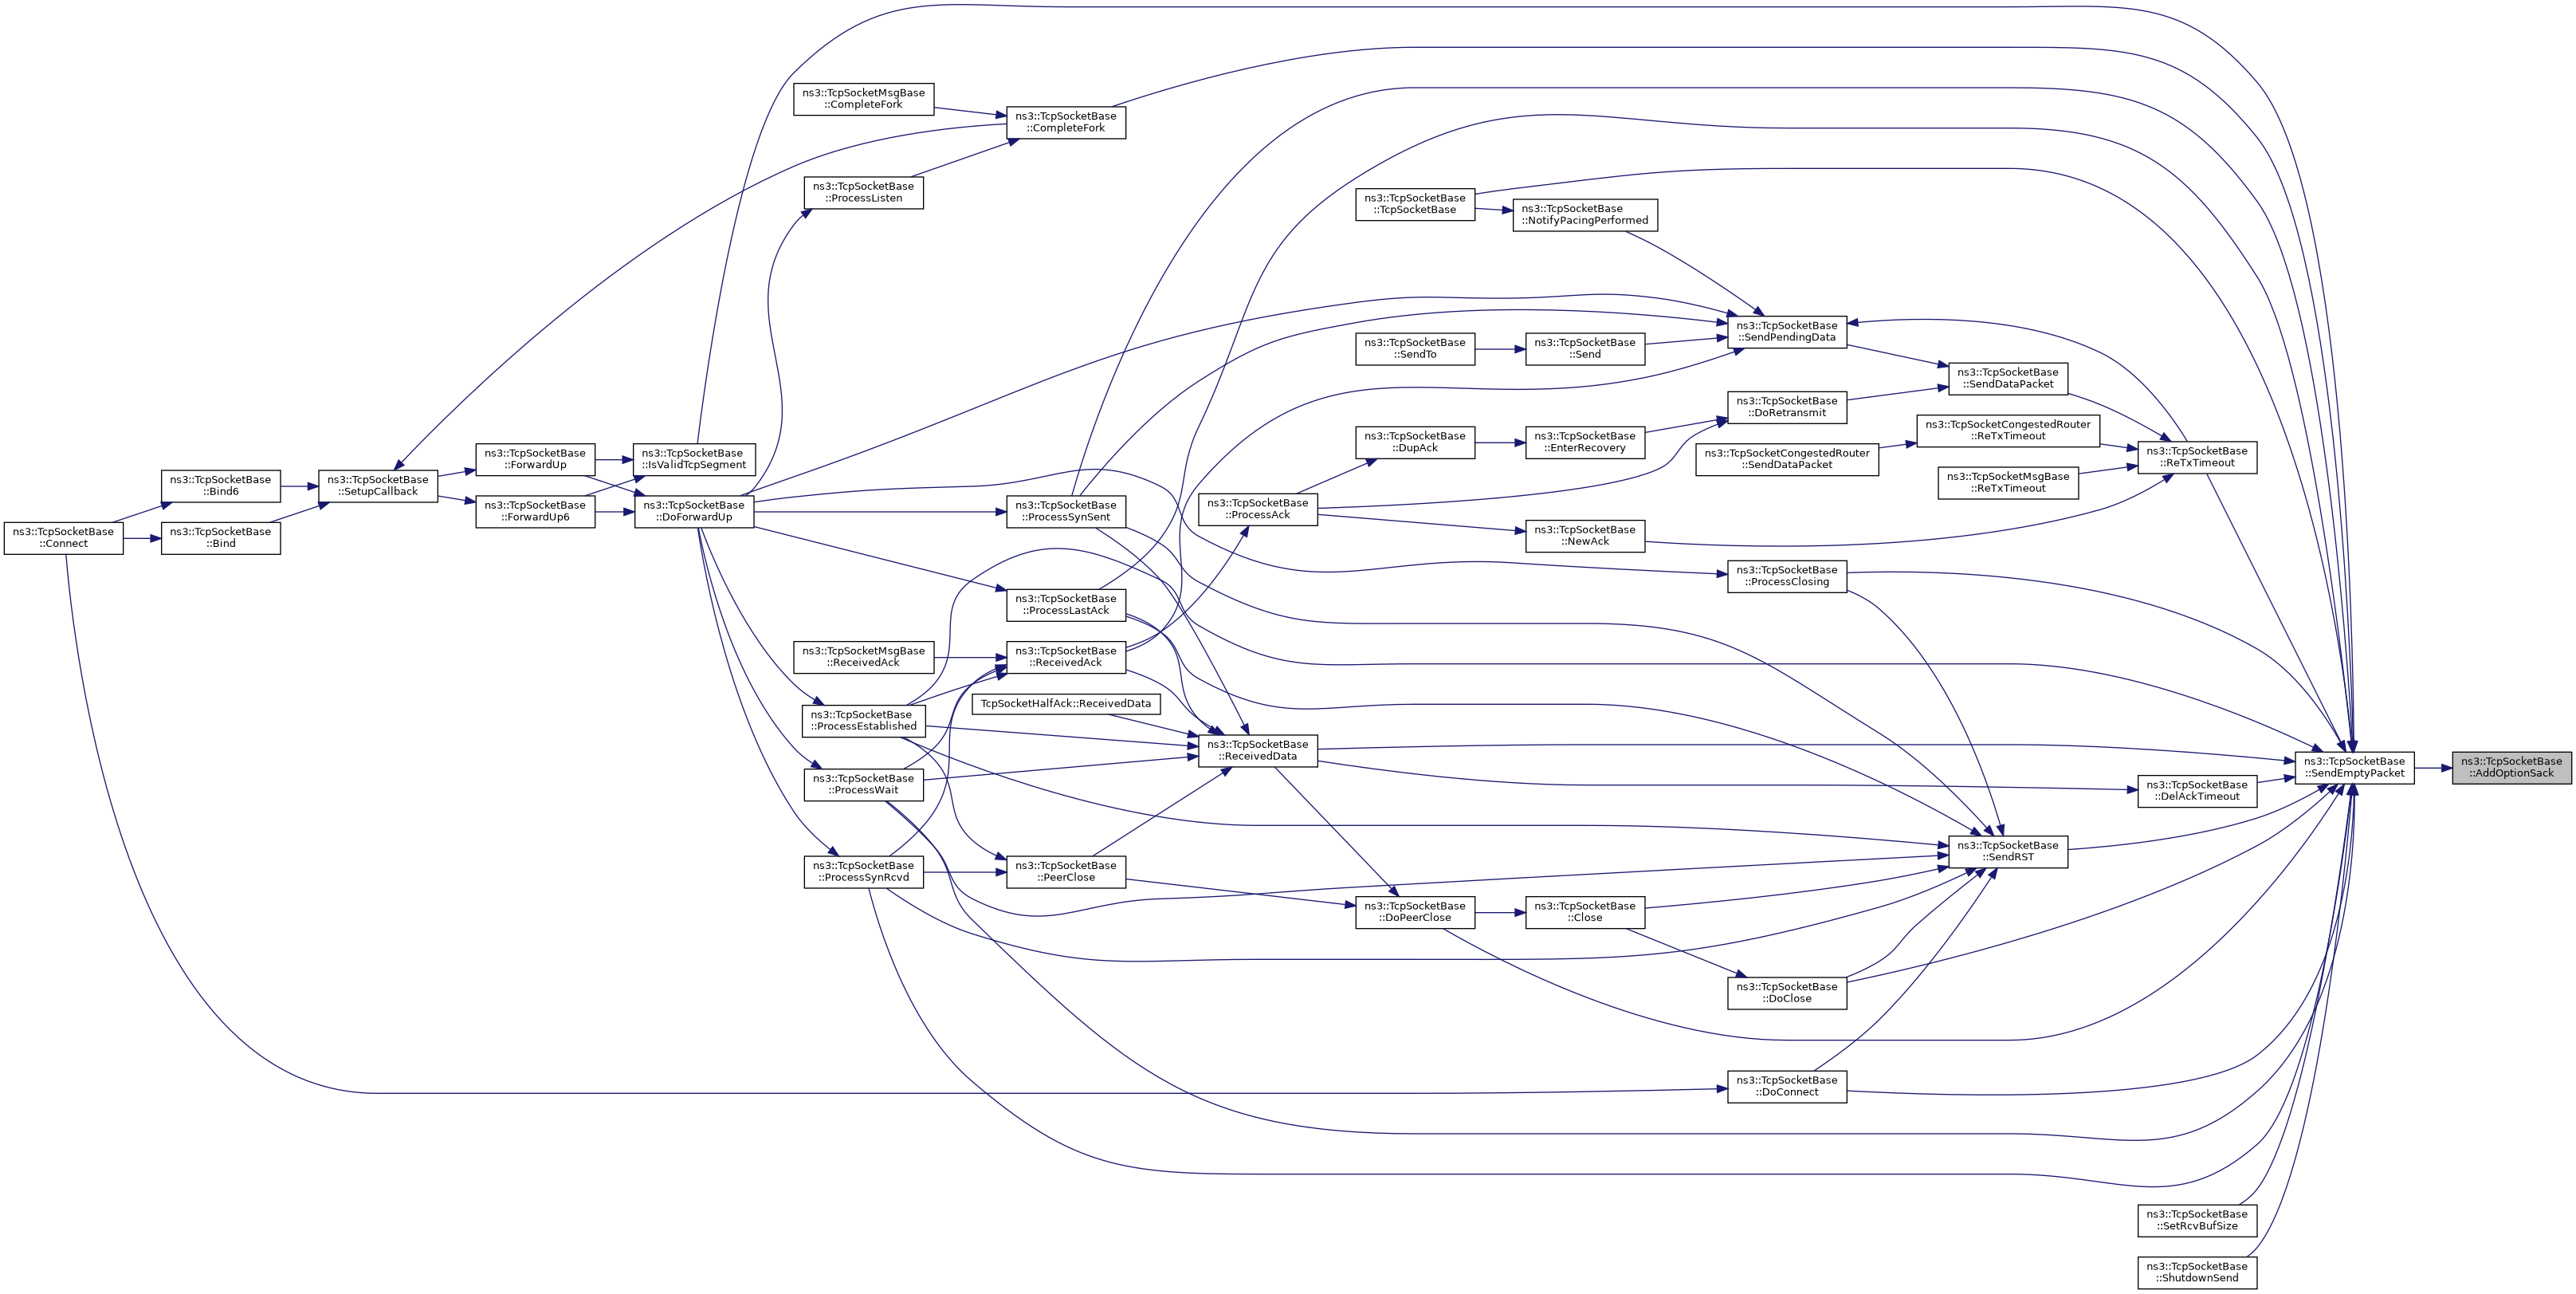 ns3::TcpSocketMsgBase
::CompleteFork
ns3::TcpSocketBase
::CompleteFork
ns3::TcpSocketBase
::ProcessListen
ns3::TcpSocketBase
::TcpSocketBase
ns3::TcpSocketBase
::NotifyPacingPerformed
ns3::TcpSocketBase
::SendPendingData
ns3::TcpSocketBase
::SendTo
ns3::TcpSocketBase
::Send
ns3::TcpSocketBase
::SendDataPacket
ns3::TcpSocketBase
::DoRetransmit
ns3::TcpSocketCongestedRouter
::ReTxTimeout
ns3::TcpSocketBase
::DupAck
ns3::TcpSocketBase
::EnterRecovery
ns3::TcpSocketCongestedRouter
::SendDataPacket
ns3::TcpSocketBase
::ReTxTimeout
ns3::TcpSocketMsgBase
::ReTxTimeout
ns3::TcpSocketBase
::ForwardUp
ns3::TcpSocketBase
::IsValidTcpSegment
ns3::TcpSocketBase
::Bind6
ns3::TcpSocketBase
::SetupCallback
ns3::TcpSocketBase
::ForwardUp6
ns3::TcpSocketBase
::DoForwardUp
ns3::TcpSocketBase
::ProcessSynSent
ns3::TcpSocketBase
::ProcessAck
ns3::TcpSocketBase
::Connect
ns3::TcpSocketBase
::Bind
ns3::TcpSocketBase
::NewAck
ns3::TcpSocketBase
::ProcessClosing
ns3::TcpSocketBase
::ProcessLastAck
ns3::TcpSocketMsgBase
::ReceivedAck
ns3::TcpSocketBase
::ReceivedAck
TcpSocketHalfAck::ReceivedData
ns3::TcpSocketBase
::ProcessEstablished
ns3::TcpSocketBase
::ReceivedData
ns3::TcpSocketBase
::SendEmptyPacket
ns3::TcpSocketBase
::AddOptionSack
ns3::TcpSocketBase
::ProcessWait
ns3::TcpSocketBase
::DelAckTimeout
ns3::TcpSocketBase
::SendRST
ns3::TcpSocketBase
::ProcessSynRcvd
ns3::TcpSocketBase
::PeerClose
ns3::TcpSocketBase
::DoPeerClose
ns3::TcpSocketBase
::Close
ns3::TcpSocketBase
::DoClose
ns3::TcpSocketBase
::DoConnect
ns3::TcpSocketBase
::SetRcvBufSize
ns3::TcpSocketBase
::ShutdownSend